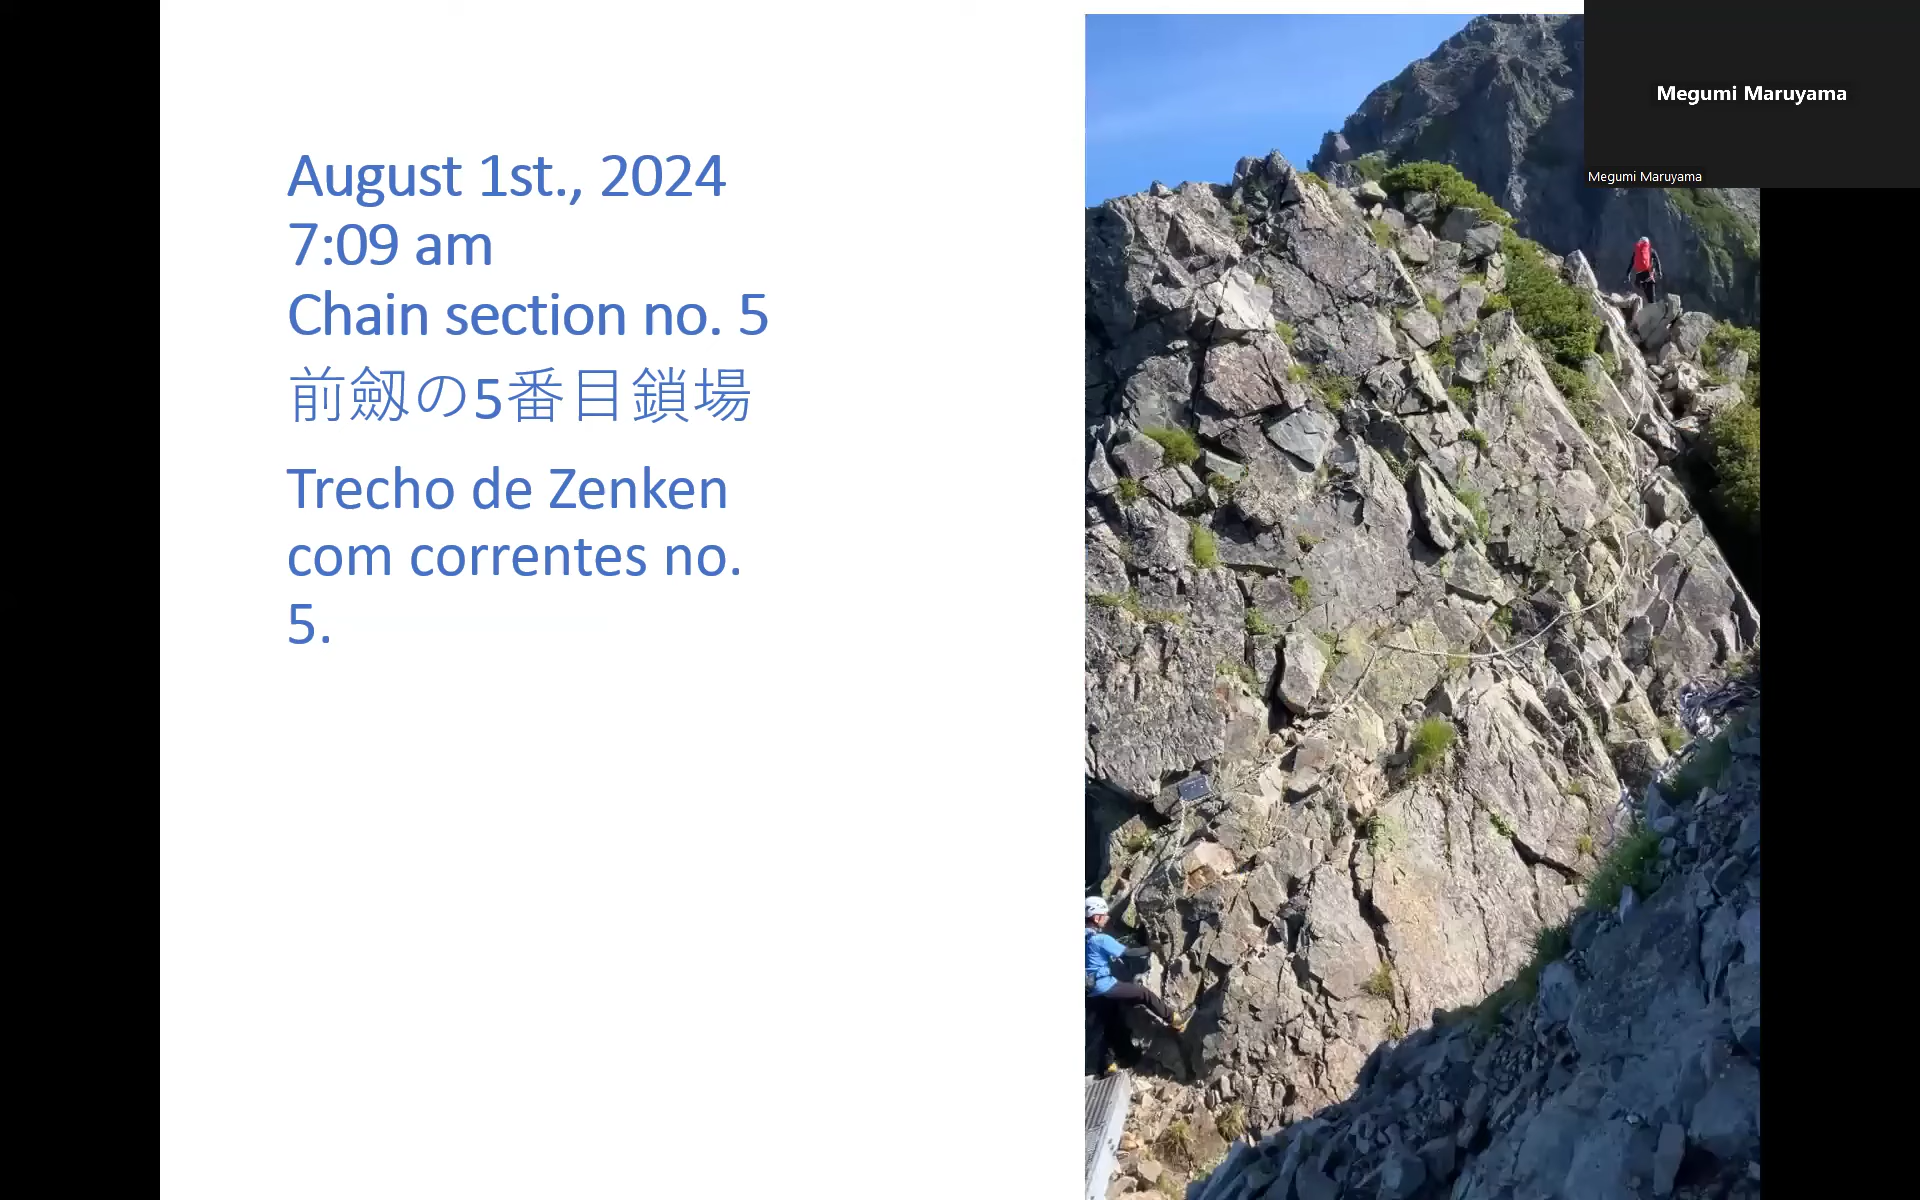 August 1st., 2024
7:09 am
Chain section no. 5
前劔の5番目鎖場
Trecho de Zenken
com correntes no.
5.
Megumi Maruyama
Megumi Maruyama